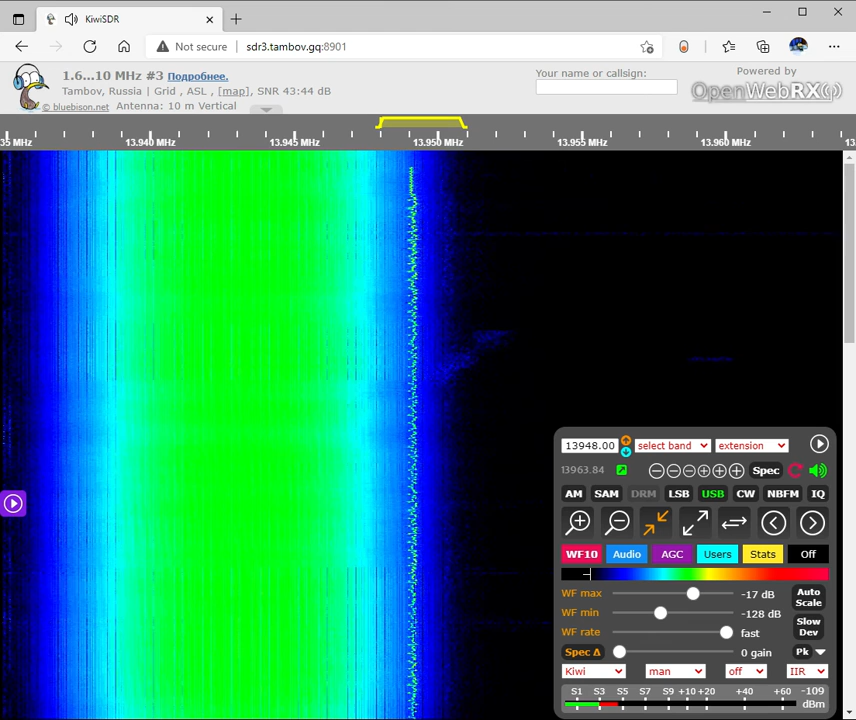 KiwiSDR
Not secure
sdr3.tambov.gq:8901
1.6...10 MHz #3 Подробнее.
Tambov, Russia | Grid , ASL , [map], SNR 43:44 dB
© bluebison.net Antenna: 10 m Vertical
Your name or callsign:
Powered by
OpenWebRX
35 MHz 13.940 MHz 13.945 MHz 13.950 MHz 13.955 MHz 13.960 MHz 13.
13948.00 select band extension
13963.84 Spec
AM SAM DRM LSB USB CW NBFM IQ
WF10 Audio AGC Users Stats Off
WF max -17 dB Auto Scale
WF min -128 dB
WF rate fast Slow Dev
Spec Δ 0 gain Pk
Kiwi man off IIR
S1 S3 S5 S7 S9 +10 +20 +40 +60 -109
dBm